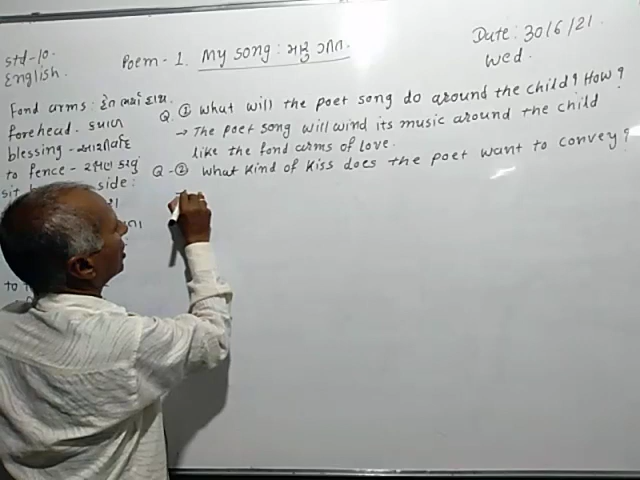 Std-10.
English.
Poem - 1. My song : મારું ગીત.
Date: 30/6/21.
Wed.
Fond arms :
forehead - કપાળ
blessing - આશીર્વાદ
to fence - રક્ષણ કરવું
sit side :
to
Q. ① What will the poet song do around the child? How?
→ The poet song will wind its music around the child
like the fond arms of love.
Q - ② What kind of kiss does the poet want to convey?